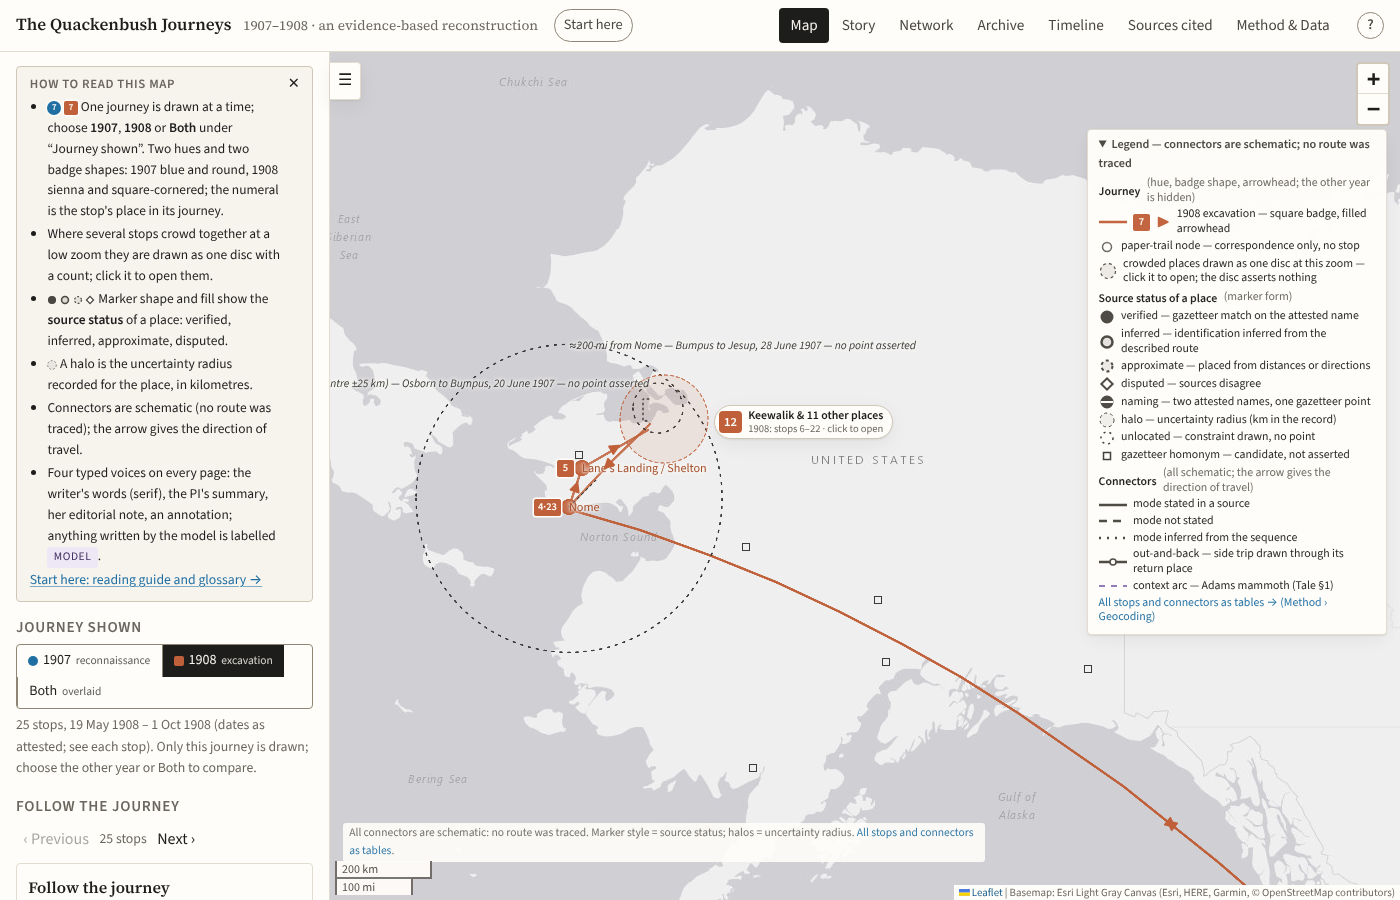 The Quackenbush Journeys 1907–1908 · an evidence-based reconstruction Start here Map Story Network Archive Timeline Sources cited Method & Data ?
HOW TO READ THIS MAP ✕
7 7 One journey is drawn at a time;
choose 1907, 1908 or Both under
“Journey shown”. Two hues and two
badge shapes: 1907 blue and round, 1908
sienna and square-cornered; the numeral
is the stop's place in its journey.
Where several stops crowd together at a
low zoom they are drawn as one disc with
a count; click it to open them.
Marker shape and fill show the
source status of a place: verified,
inferred, approximate, disputed.
A halo is the uncertainty radius
recorded for the place, in kilometres.
Connectors are schematic (no route was
traced); the arrow gives the direction of
travel.
Four typed voices on every page: the
writer's words (serif), the PI's summary,
her editorial note, an annotation;
anything written by the model is labelled
MODEL .
Start here: reading guide and glossary →
JOURNEY SHOWN
1907 reconnaissance 1908 excavation
Both overlaid
25 stops, 19 May 1908 – 1 Oct 1908 (dates as
attested; see each stop). Only this journey is drawn;
choose the other year or Both to compare.
FOLLOW THE JOURNEY
‹ Previous 25 stops Next ›
Follow the journey
☰
Chukchi Sea
East
Siberian
Sea
≈200 mi from Nome — Bumpus to Jesup, 28 June 1907 — no point asserted
ntre ±25 km) — Osborn to Bumpus, 20 June 1907 — no point asserted
12 Keewalik & 11 other places
1908: stops 6–22 · click to open
UNITED STATES
5 Lane's Landing / Shelton
4·23 Nome
Norton Sound
Bering Sea
Gulf of
Alaska
+
−
▼ Legend — connectors are schematic; no route was
traced
Journey (hue, badge shape, arrowhead; the other year
is hidden)
7 1908 excavation — square badge, filled
arrowhead
paper-trail node — correspondence only, no stop
crowded places drawn as one disc at this zoom —
click it to open; the disc asserts nothing
Source status of a place (marker form)
verified — gazetteer match on the attested name
inferred — identification inferred from the
described route
approximate — placed from distances or directions
disputed — sources disagree
naming — two attested names, one gazetteer point
halo — uncertainty radius (km in the record)
unlocated — constraint drawn, no point
gazetteer homonym — candidate, not asserted
Connectors (all schematic; the arrow gives the
direction of travel)
mode stated in a source
mode not stated
mode inferred from the sequence
out-and-back — side trip drawn through its
return place
context arc — Adams mammoth (Tale §1)
All stops and connectors as tables → (Method ›
Geocoding)
All connectors are schematic: no route was traced. Marker style = source status; halos = uncertainty radius. All stops and connectors
as tables.
200 km
100 mi
Leaflet | Basemap: Esri Light Gray Canvas (Esri, HERE, Garmin, © OpenStreetMap contributors)